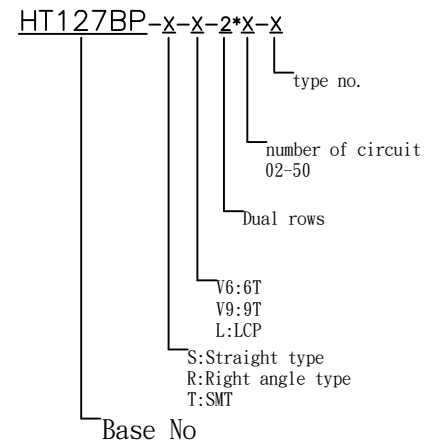 HT127BP-X-X-2*X-X
type no.
number of circuit
02-50
Dual rows
V6:6T
V9:9T
L:LCP
S:Straight type
R:Right angle type
T:SMT
Base No